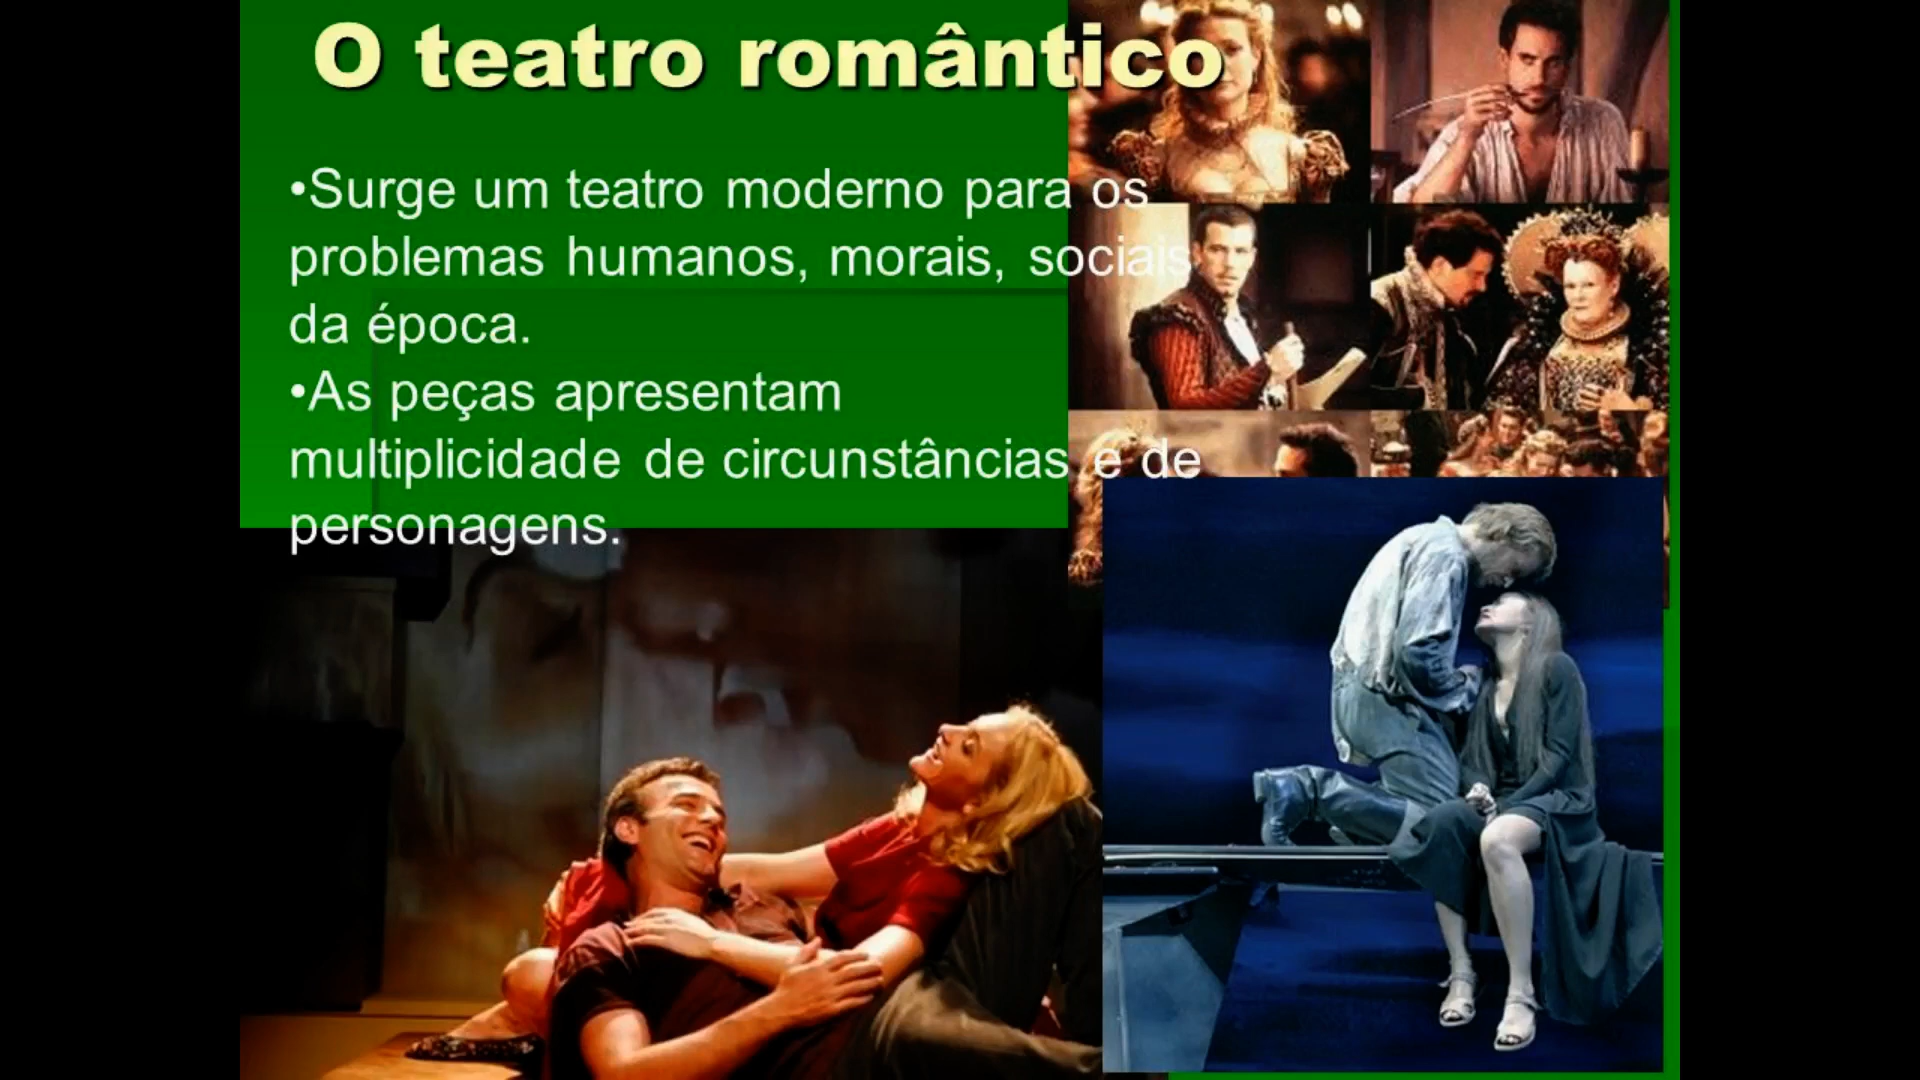 O teatro romântico
•Surge um teatro moderno para os
problemas humanos, morais, sociais
da época.
•As peças apresentam
multiplicidade de circunstâncias e de
personagens.